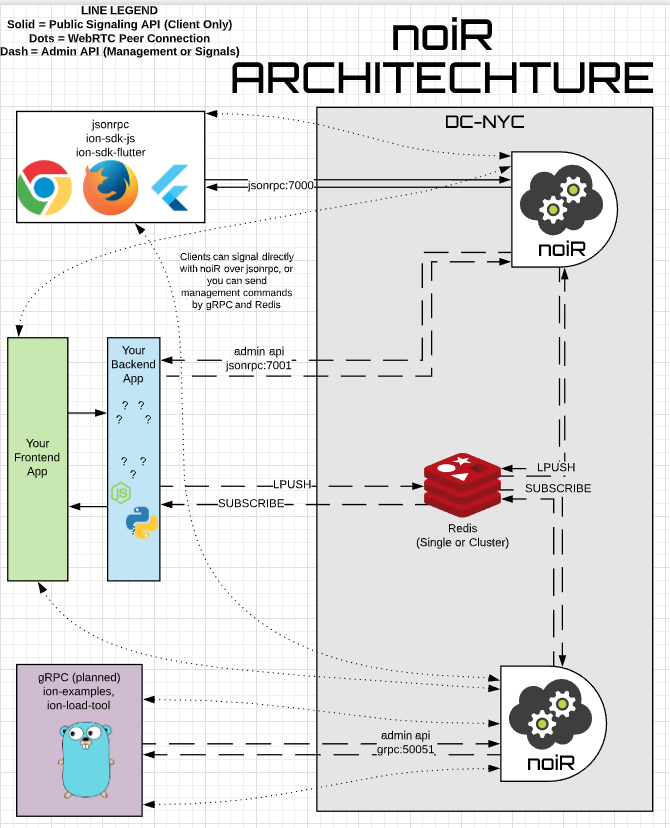 LINE LEGEND
Solid = Public Signaling API (Client Only)
Dots = WebRTC Peer Connection
Dash = Admin API (Management or Signals)
noiR
ARCHITECHTURE
jsonrpc
ion-sdk-js
ion-sdk-flutter
DC-NYC
jsonrpc:7000
noiR
Clients can signal directly
with noiR over jsonrpc, or
you can send
management commands
by gRPC and Redis
admin api
jsonrpc:7001
Your
Backend
App
? ?
? ?
Your
Frontend
App
? ?
?
JS
?
LPUSH
SUBSCRIBE
LPUSH
SUBSCRIBE
Redis
(Single or Cluster)
gRPC (planned)
ion-examples,
ion-load-tool
admin api
grpc:50051
noiR